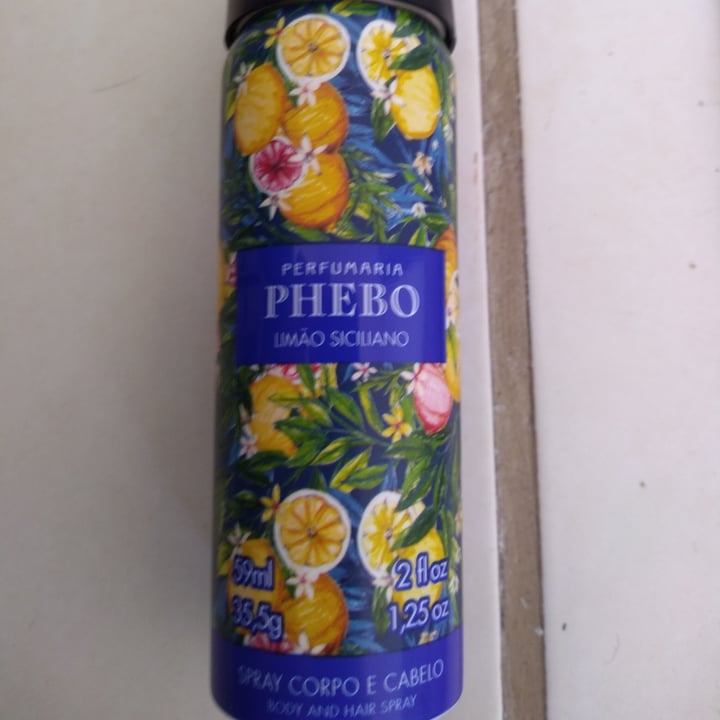 PERFUMARIA
PHEBO
LIMÃO SICILIANO
59ml 2 fl oz
35,5g 1,25 oz
SPRAY CORPO E CABELO
BODY AND HAIR SPRAY